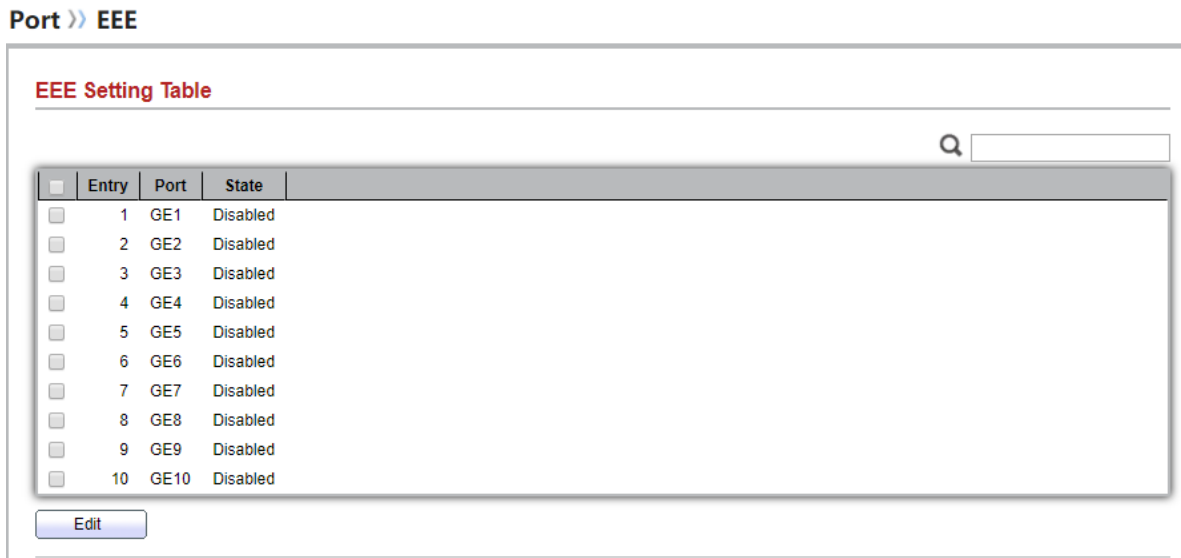 Port » EEE
EEE Setting Table
Entry Port State
1 GE1 Disabled
2 GE2 Disabled
3 GE3 Disabled
4 GE4 Disabled
5 GE5 Disabled
6 GE6 Disabled
7 GE7 Disabled
8 GE8 Disabled
9 GE9 Disabled
10 GE10 Disabled
Edit